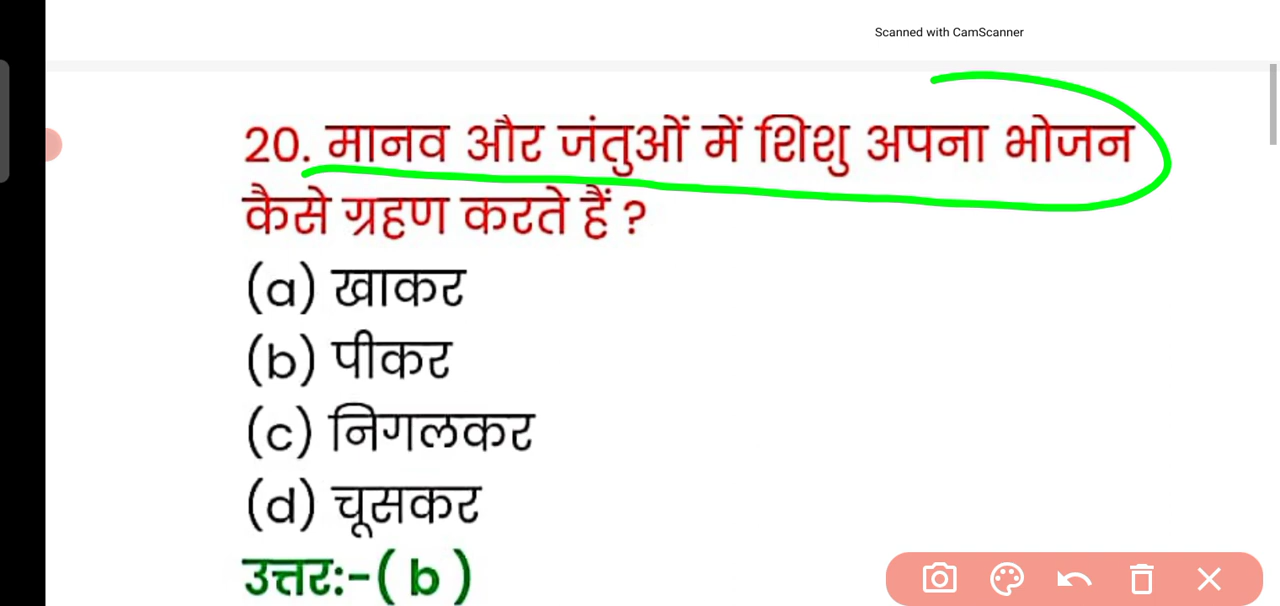 Scanned with CamScanner
20. मानव और जंतुओं में शिशु अपना भोजन
कैसे ग्रहण करते हैं ?
(a) खाकर
(b) पीकर
(c) निगलकर
(d) चूसकर
उत्तर:-( b )